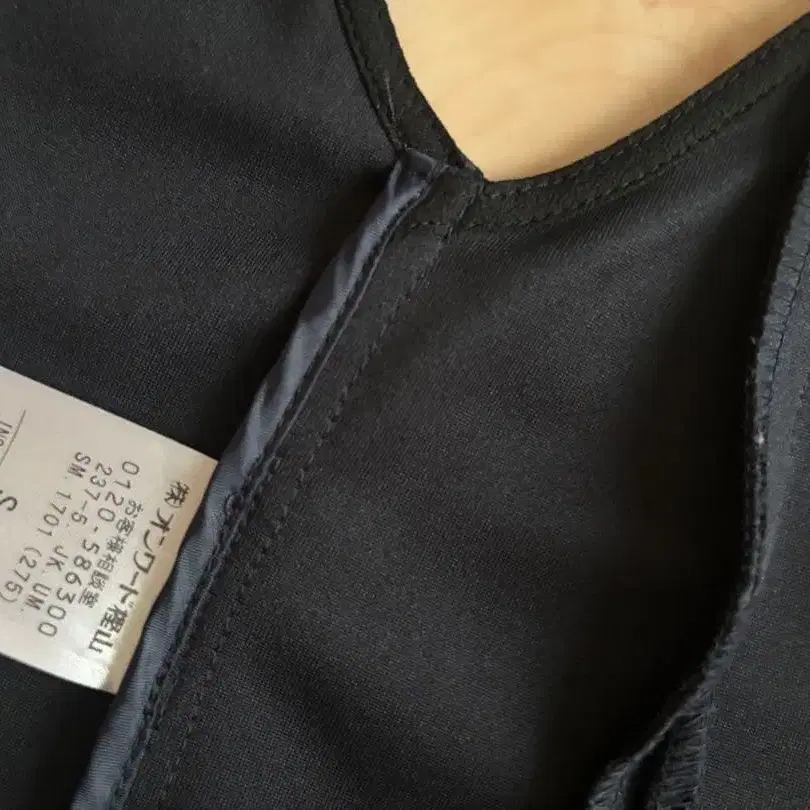 (株)オンワード樫山
お客様相談室
0120-586300
237-5. JK. UM.
SM. 1701 (275)
S